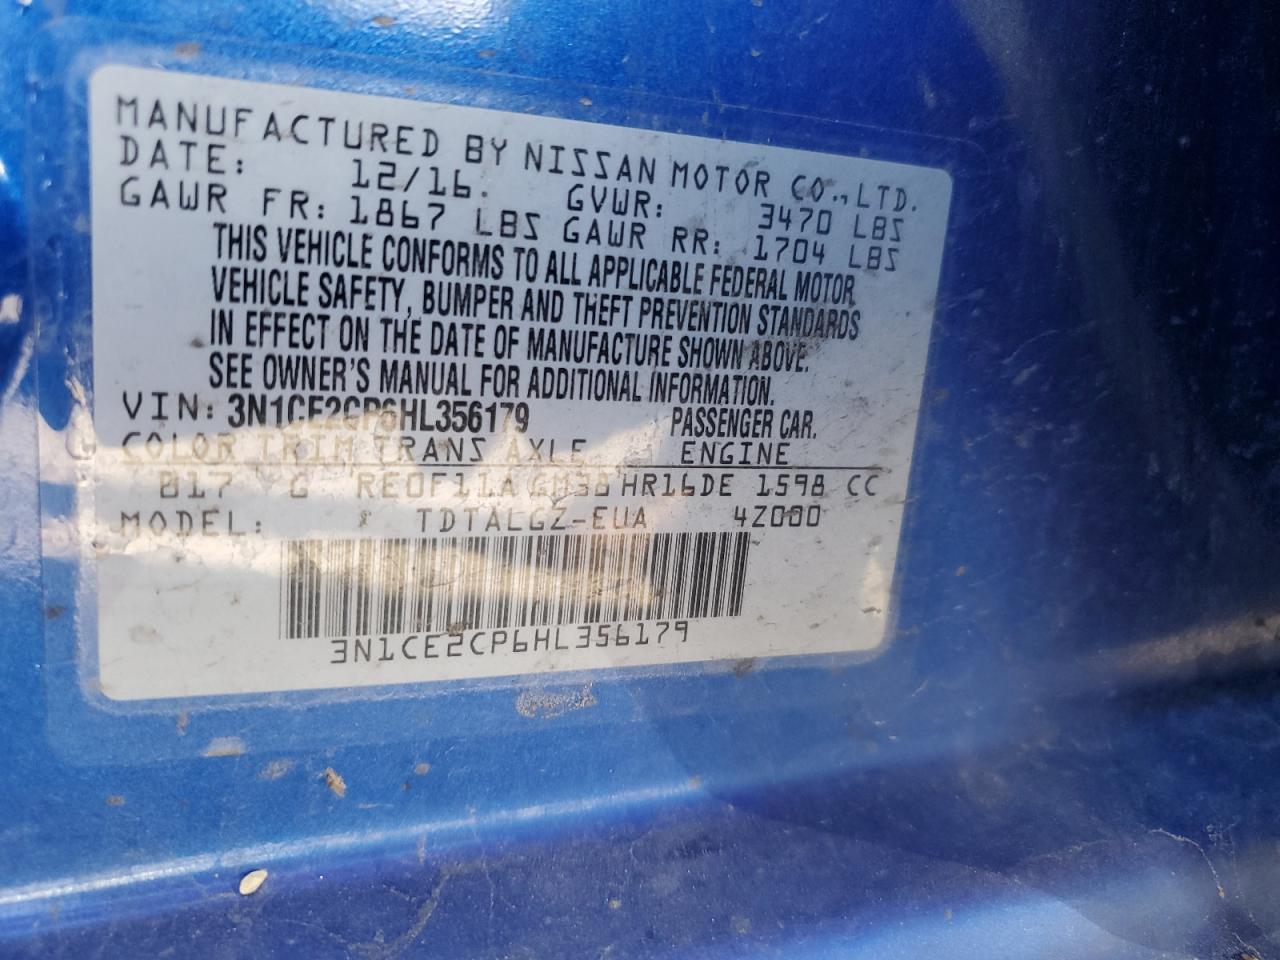 MANUFACTURED BY NISSAN MOTOR CO.,LTD.
DATE: 12/16. GVWR: 3470 LBS
GAWR FR: 1867 LBS GAWR RR: 1704 LBS
THIS VEHICLE CONFORMS TO ALL APPLICABLE FEDERAL MOTOR
VEHICLE SAFETY, BUMPER AND THEFT PREVENTION STANDARDS
IN EFFECT ON THE DATE OF MANUFACTURE SHOWN ABOVE.
SEE OWNER'S MANUAL FOR ADDITIONAL INFORMATION.
VIN: 3N1CE2CP6HL356179 PASSENGER CAR.
COLOR TRIM TRANS AXLE ENGINE
G RE0F11A GM38 HR16DE 1598 CC
MODEL: 4Z000
3N1CE2CP6HL356179